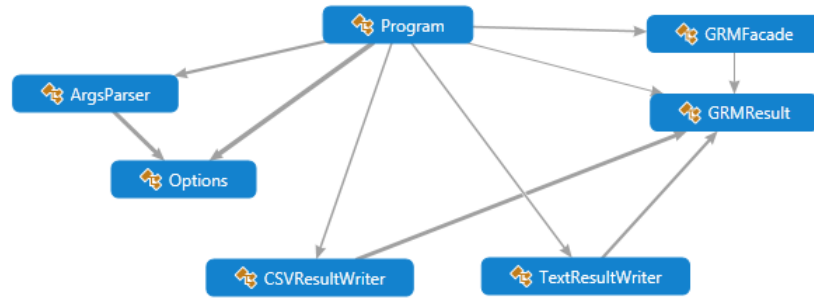 Program
GRMFacade
ArgsParser
GRMResult
Options
CSVResultWriter
TextResultWriter